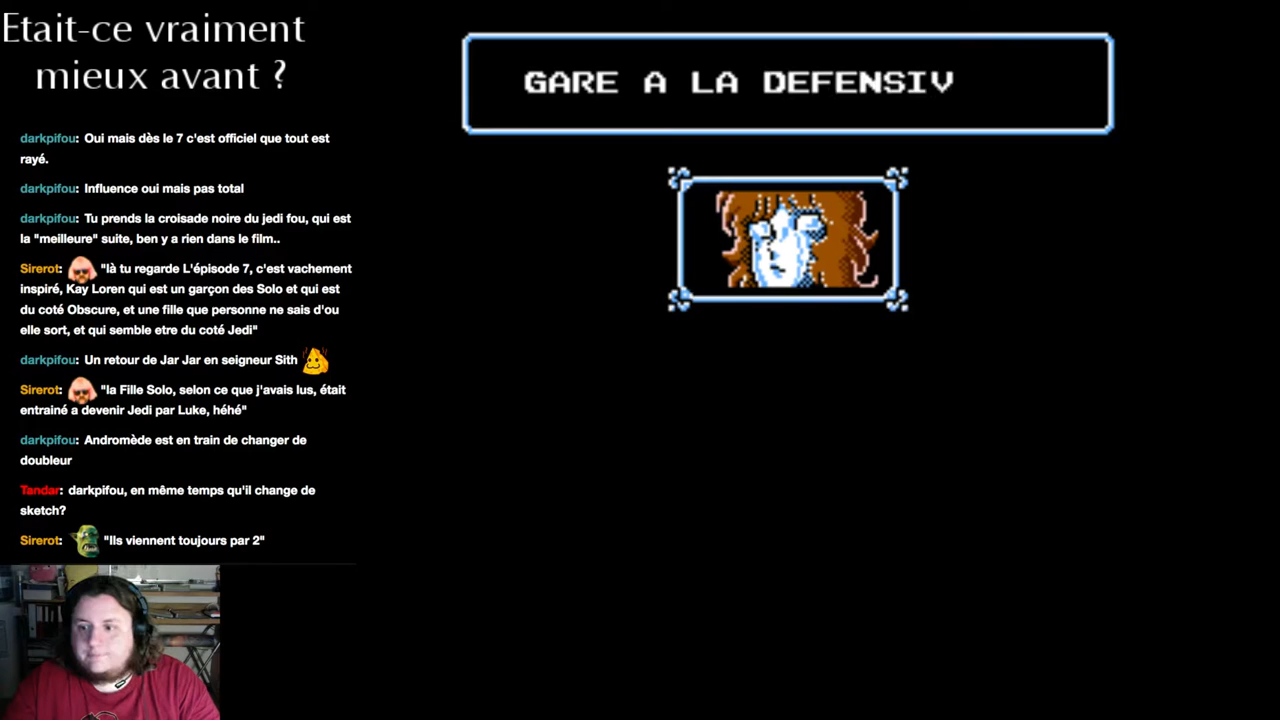 Etait-ce vraiment
mieux avant ?
GARE A LA DEFENSIV
darkpifou: Oui mais dès le 7 c'est officiel que tout est
rayé.
darkpifou: Influence oui mais pas total
darkpifou: Tu prends la croisade noire du jedi fou, qui est
la "meilleure" suite, ben y a rien dans le film..
Sirerot: "là tu regarde L'épisode 7, c'est vachement
inspiré, Kay Loren qui est un garçon des Solo et qui est
du coté Obscure, et une fille que personne ne sais d'ou
elle sort, et qui semble etre du coté Jedi"
darkpifou: Un retour de Jar Jar en seigneur Sith
Sirerot: "la Fille Solo, selon ce que j'avais lus, était
entrainé a devenir Jedi par Luke, héhé"
darkpifou: Andromède est en train de changer de
doubleur
Tandar: darkpifou, en même temps qu'il change de
sketch?
Sirerot: "Ils viennent toujours par 2"